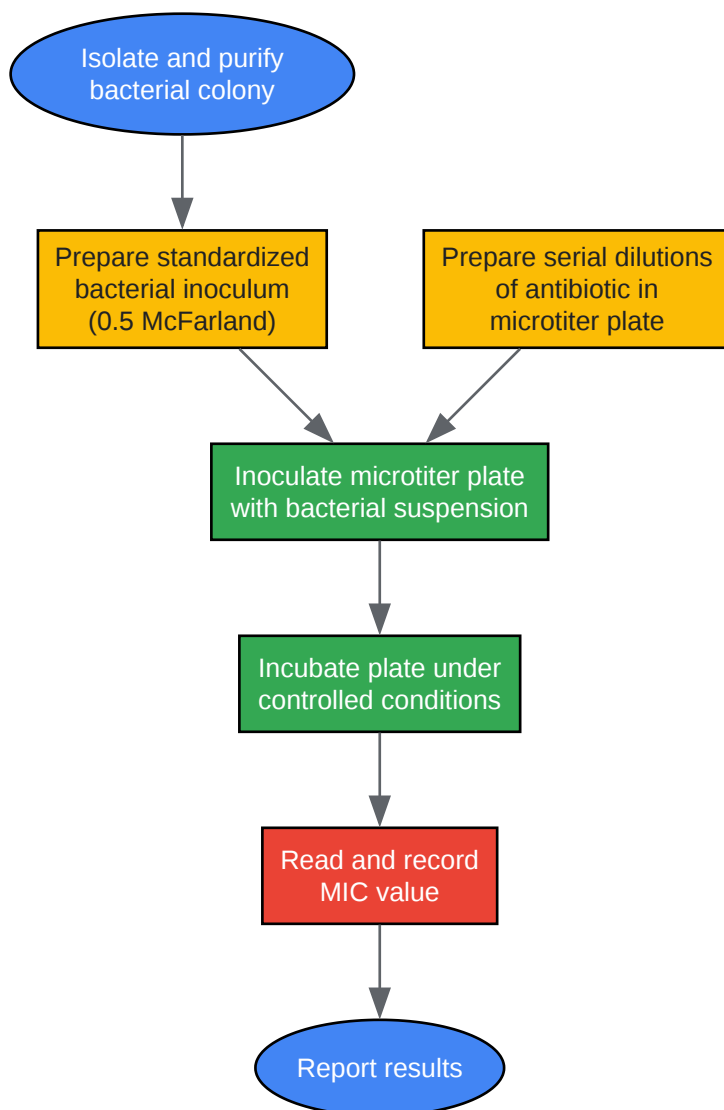 Isolate and purify
bacterial colony
Prepare standardized
bacterial inoculum
(0.5 McFarland)
Prepare serial dilutions
of antibiotic in
microtiter plate
Inoculate microtiter plate
with bacterial suspension
Incubate plate under
controlled conditions
Read and record
MIC value
Report results